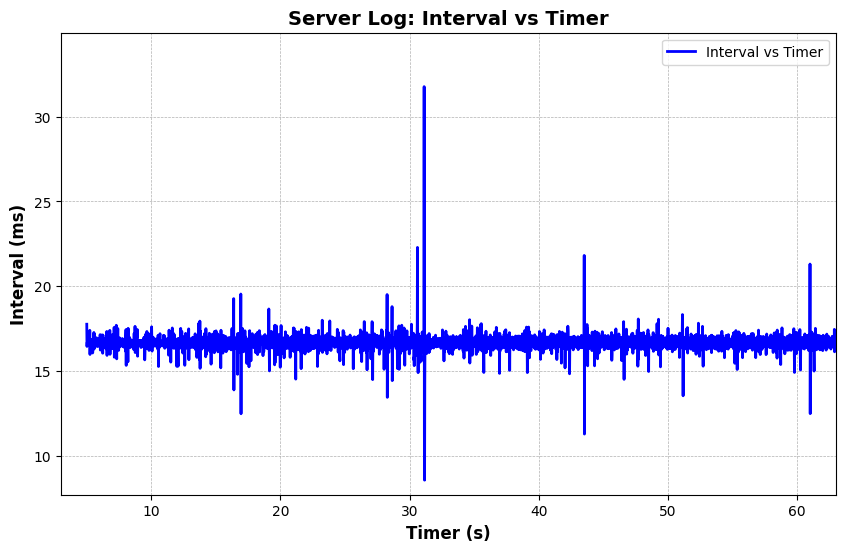 Server Log: Interval vs Timer
Interval vs Timer
30
25
20
15
10
Interval (ms)
10 20 30 40 50 60
Timer (s)